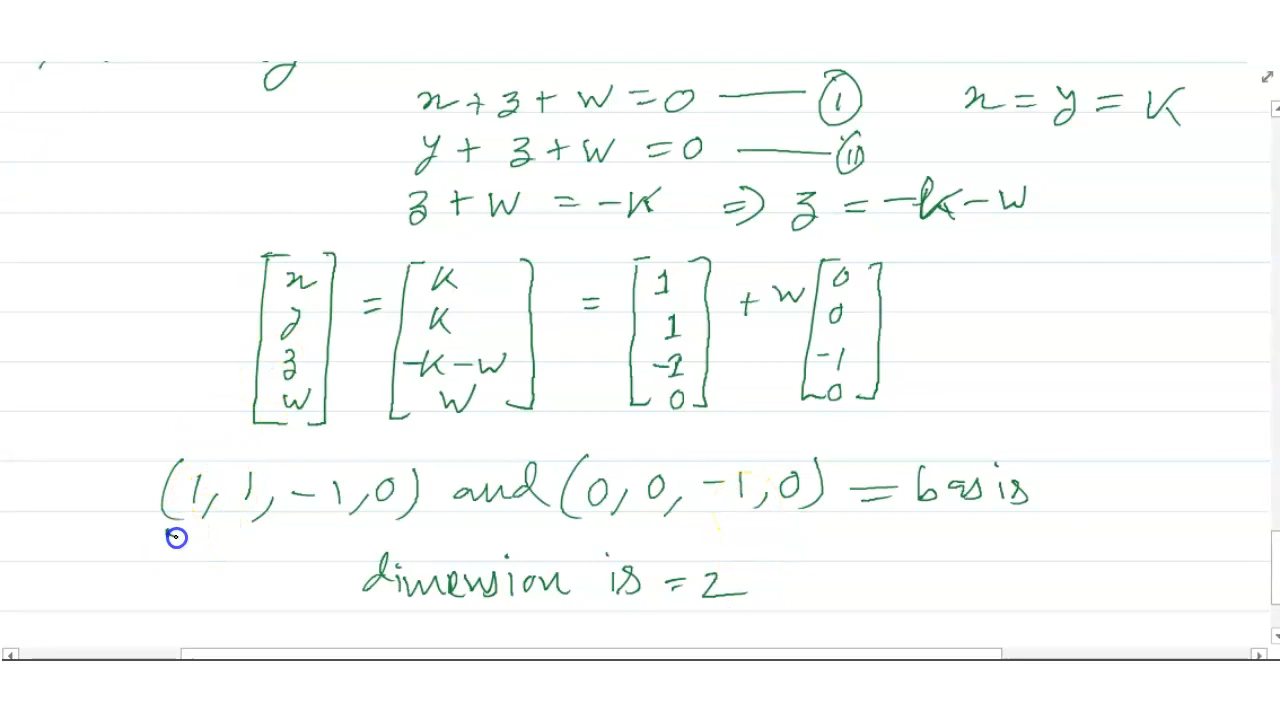 x + z + w = 0 —— (i) x = y = K
y + z + w = 0 —— (ii)
z + w = -K ⇒ z = -K - w
[x y z w] = [K K -K-w w] = [1 1 -1 0] + w [0 0 -1 0]
(1, 1, -1, 0) and (0, 0, -1, 0) = basis
dimension is = 2